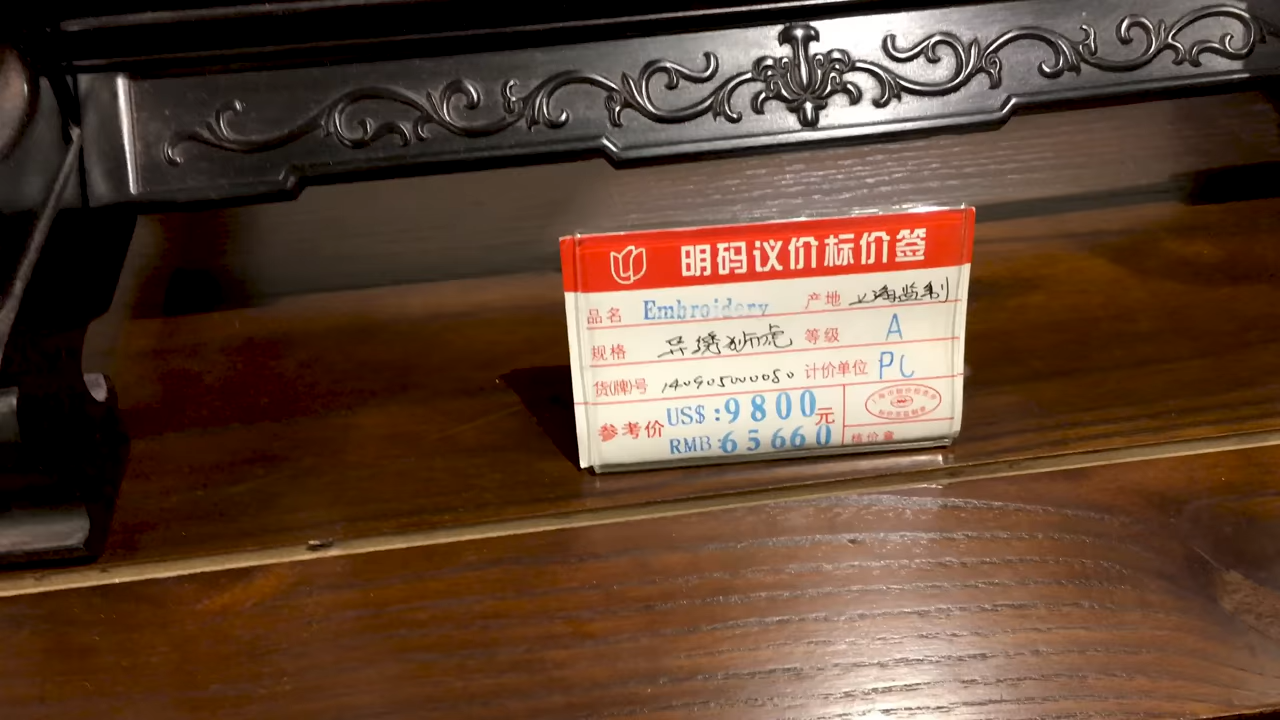 明码议价标价签
品名 Embroidery 产地 上海监制
规格 异绣狮虎 等级 A
货(牌)号 140905000080 计价单位 PC
参考价 US$:9800元
RMB:65660
核价章